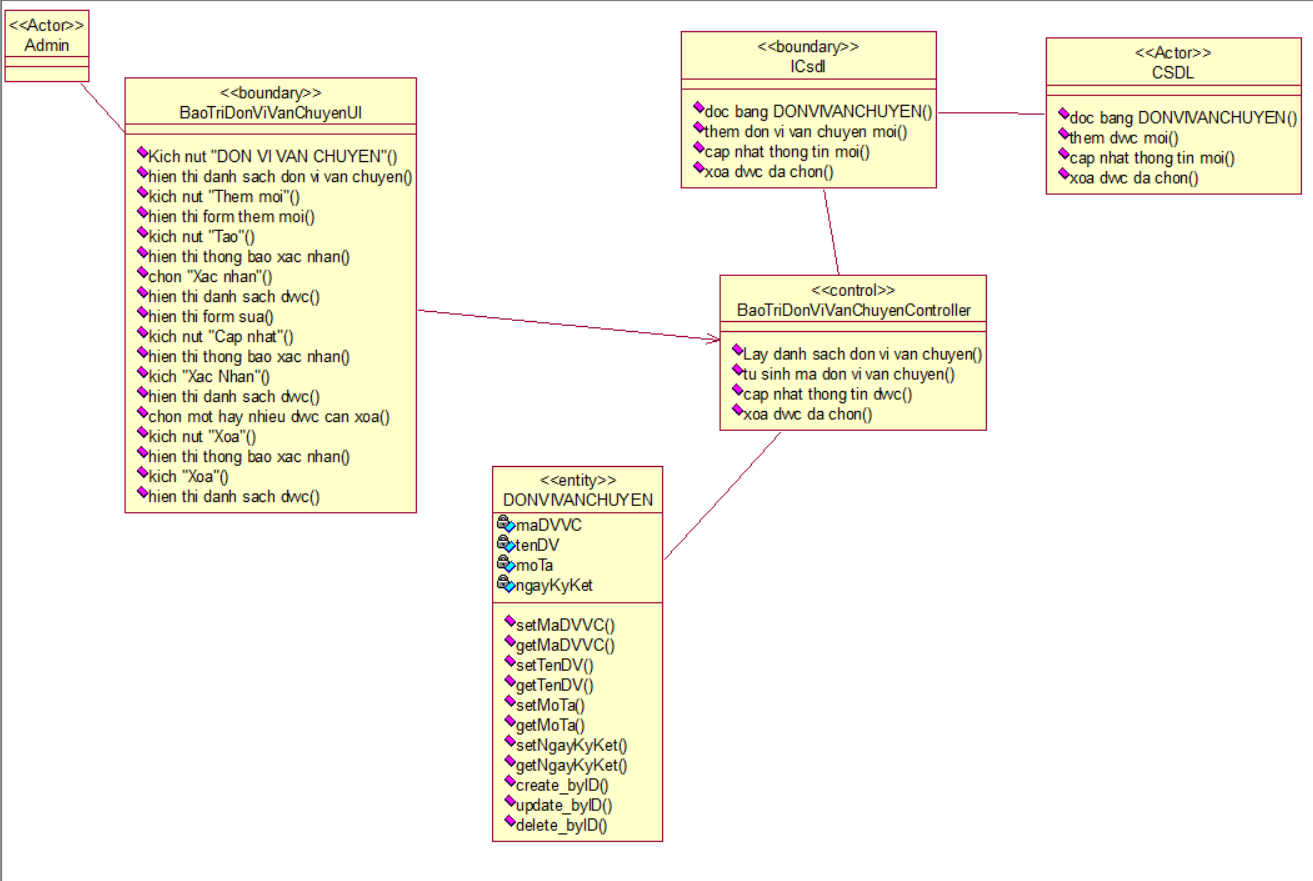 <<Actor>>
Admin
<<boundary>>
BaoTriDonViVanChuyenUI
Kich nut "DON VI VAN CHUYEN"()
hien thi danh sach don vi van chuyen()
kich nut "Them moi"()
hien thi form them moi()
kich nut "Tao"()
hien thi thong bao xac nhan()
chon "Xac nhan"()
hien thi danh sach dvvc()
hien thi form sua()
kich nut "Cap nhat"()
hien thi thong bao xac nhan()
kich "Xac Nhan"()
hien thi danh sach dvvc()
chon mot hay nhieu dvvc can xoa()
kich nut "Xoa"()
hien thi thong bao xac nhan()
kich "Xoa"()
hien thi danh sach dvvc()
<<boundary>>
ICsdl
doc bang DONVIVANCHUYEN()
them don vi van chuyen moi()
cap nhat thong tin moi()
xoa dvvc da chon()
<<Actor>>
CSDL
doc bang DONVIVANCHUYEN()
them dvvc moi()
cap nhat thong tin moi()
xoa dvvc da chon()
<<control>>
BaoTriDonViVanChuyenController
Lay danh sach don vi van chuyen()
tu sinh ma don vi van chuyen()
cap nhat thong tin dvvc()
xoa dvvc da chon()
<<entity>>
DONVIVANCHUYEN
maDVVC
tenDV
moTa
ngayKyKet
setMaDVVC()
getMaDVVC()
setTenDV()
getTenDV()
setMoTa()
getMoTa()
setNgayKyKet()
getNgayKyKet()
create_byID()
update_byID()
delete_byID()